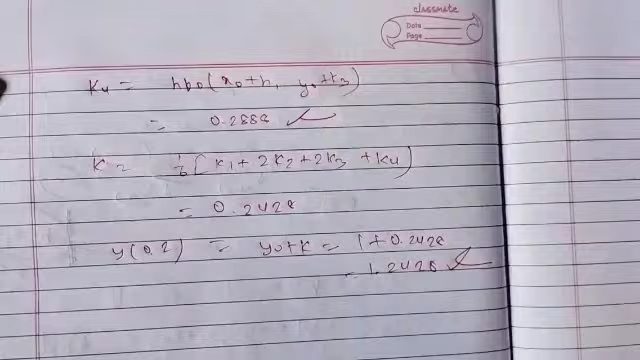 classmate
Date
Page
K4 = hf(x0+h, y0+k3)
= 0.2888 ✓
K = 1/6 [K1 + 2K2 + 2K3 + K4]
= 0.2428
y(0.2) = y0+K = 1 + 0.2428
= 1.2428 ✓